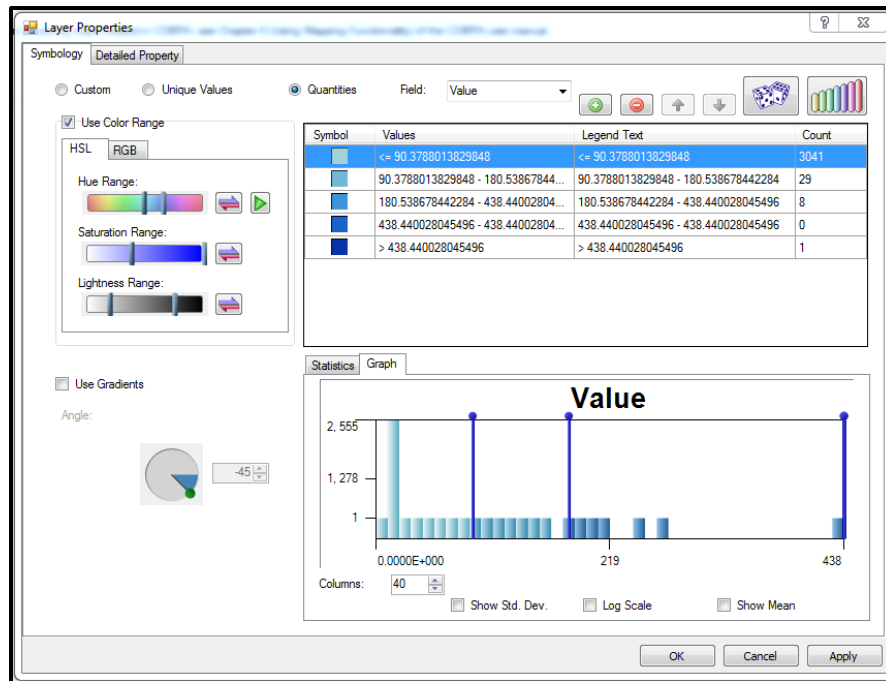 Layer Properties
Symbology Detailed Property
Custom Unique Values Quantities Field: Value
Use Color Range
HSL RGB
Hue Range:
Saturation Range:
Lightness Range:
Symbol Values Legend Text Count
<= 90.3788013829848 <= 90.3788013829848 3041
90.3788013829848 - 180.53867844... 90.3788013829848 - 180.538678442284 29
180.538678442284 - 438.44002804... 180.538678442284 - 438.440028045496 8
438.440028045496 - 438.44002804... 438.440028045496 - 438.440028045496 0
> 438.440028045496 > 438.440028045496 1
Use Gradients
Angle:
-45
Statistics Graph
Value
2, 555
1, 278
1
0.0000E+000 219 438
Columns: 40
Show Std. Dev. Log Scale Show Mean
OK Cancel Apply